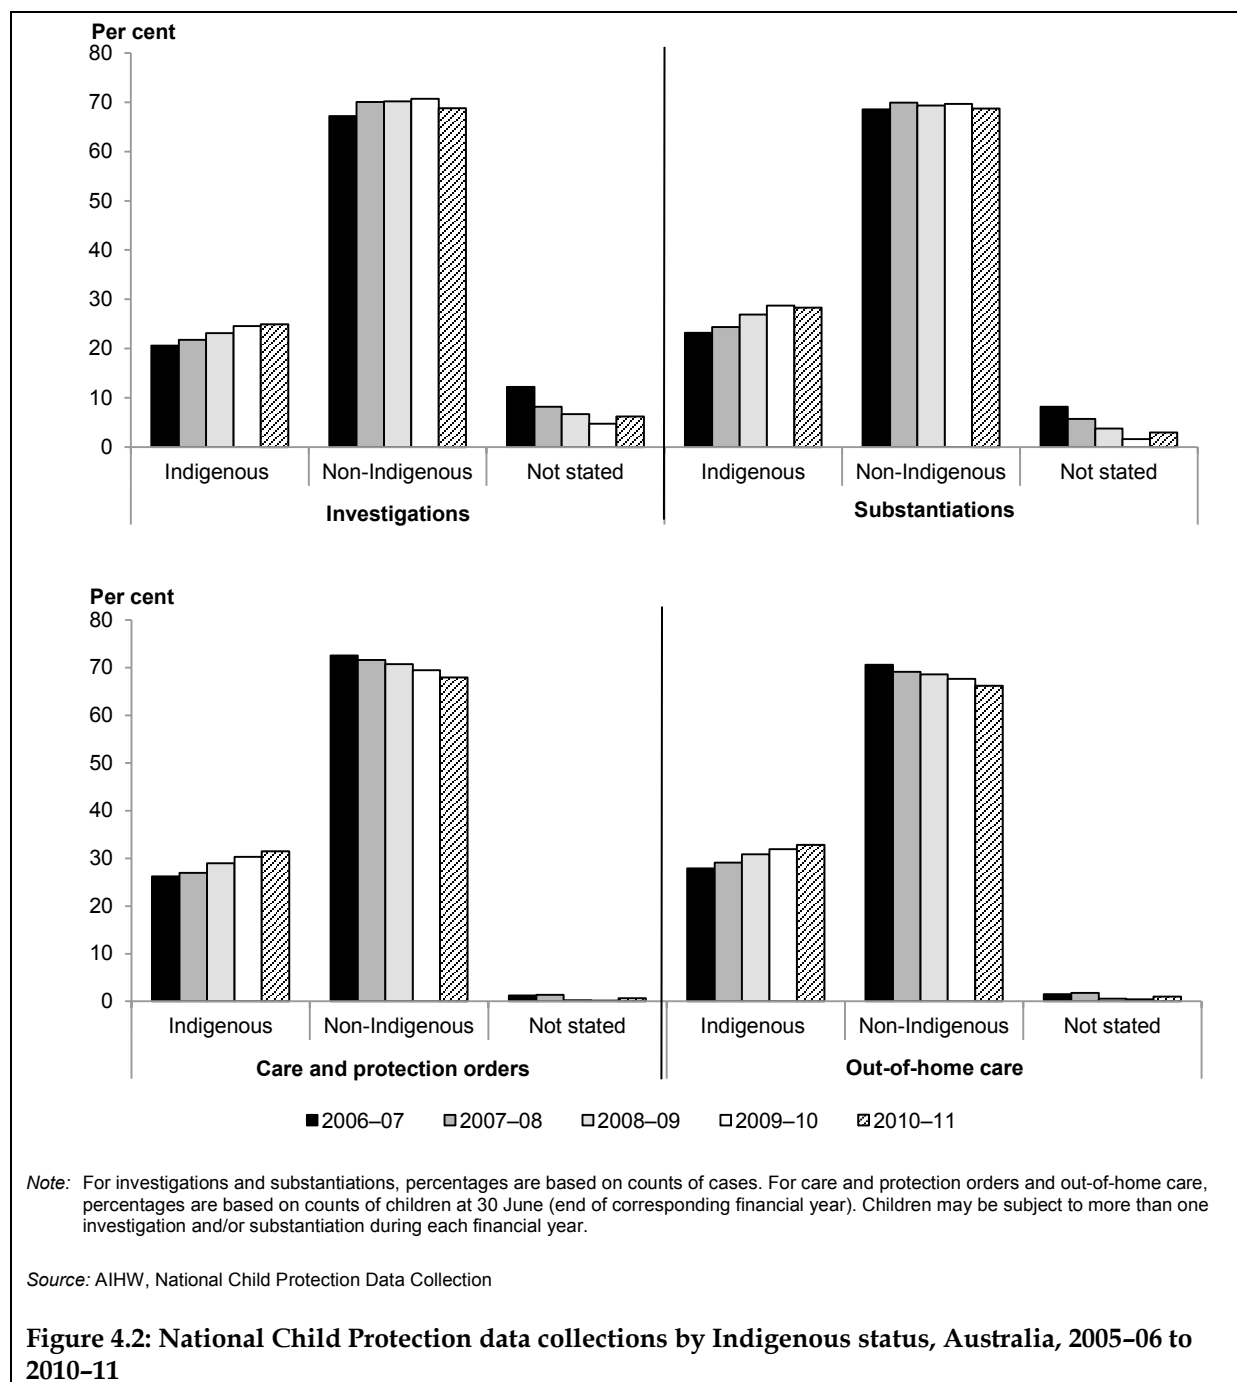 Per cent
80
70
60
50
40
30
20
10
0
Indigenous Non-Indigenous Not stated Indigenous Non-Indigenous Not stated
Investigations Substantiations
Per cent
80
70
60
50
40
30
20
10
0
Indigenous Non-Indigenous Not stated Indigenous Non-Indigenous Not stated
Care and protection orders Out-of-home care
2006–07 2007–08 2008–09 2009–10 2010–11
Note: For investigations and substantiations, percentages are based on counts of cases. For care and protection orders and out-of-home care,
percentages are based on counts of children at 30 June (end of corresponding financial year). Children may be subject to more than one
investigation and/or substantiation during each financial year.
Source: AIHW, National Child Protection Data Collection
Figure 4.2: National Child Protection data collections by Indigenous status, Australia, 2005–06 to
2010–11